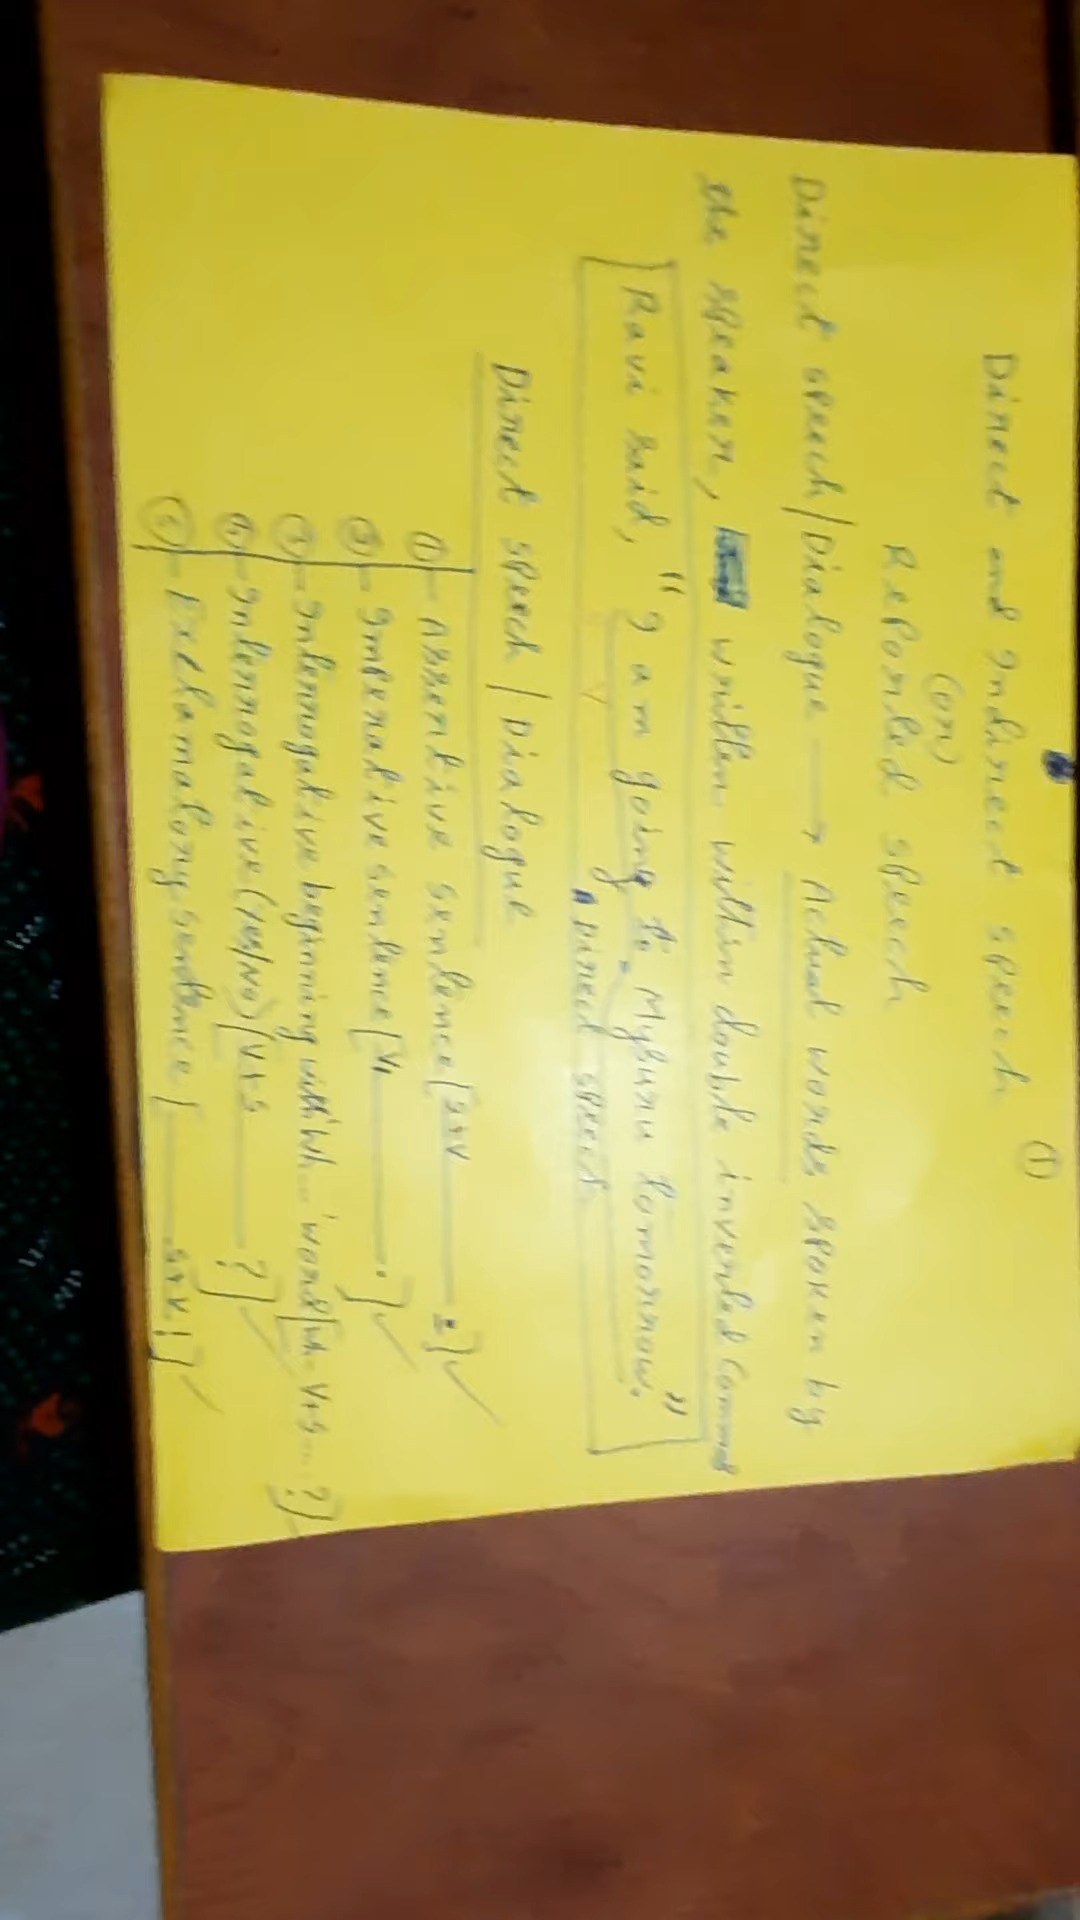 ①
Direct and Indirect speech
(or)
Reported speech
Direct speech/Dialogue → Actual words spoken by
the speaker, written within double inverted commas
[Ravi said, "I am going to Mysuru tomorrow."]
Direct speech
Direct speech / Dialogue
① Assertive sentence [S+V ——— .] ✓
② Imperative sentence [V1 ——— .] ✓
③ Interrogative beginning with 'Wh-' word [Wh- V+S...?]
④ Interrogative (Yes/No) [V+S ——— ?] ✓
⑤ Exclamatory sentence [ ——— S+V!] ✓